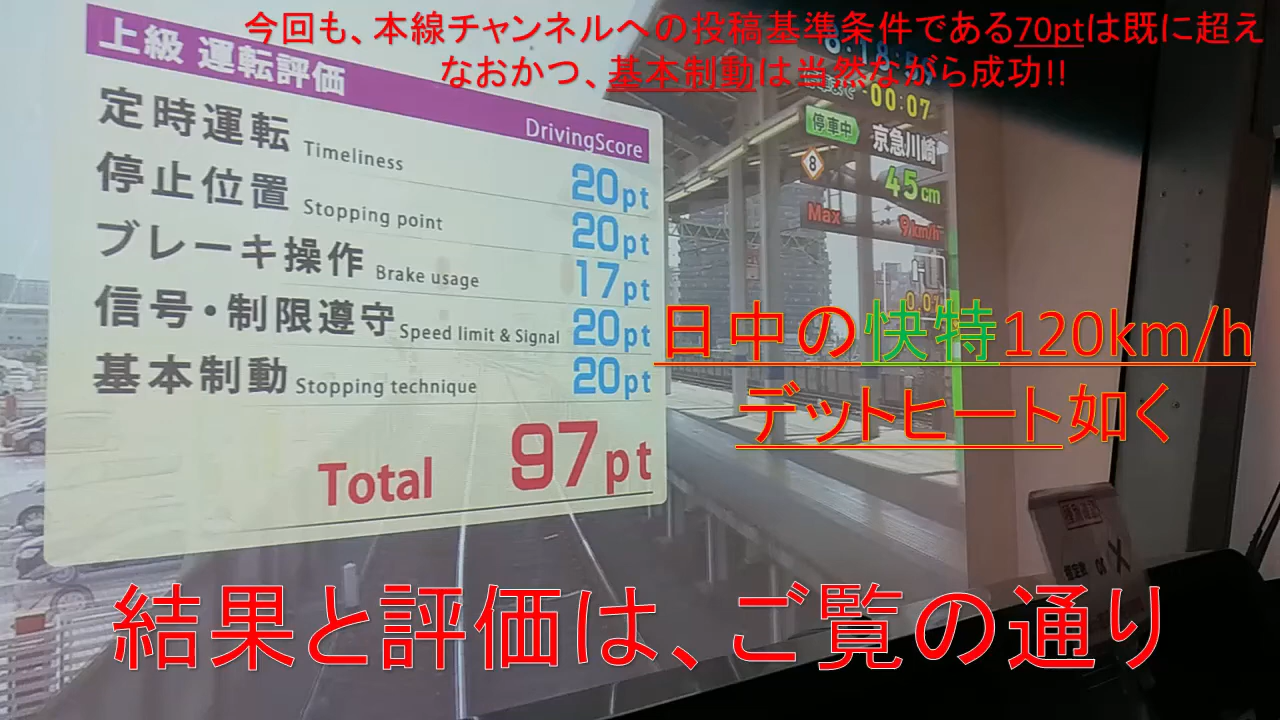 今回も、本線チャンネルへの投稿基準条件である70ptは既に超え
なおかつ、基本制動は当然ながら成功!!
上級 運転評価
DrivingScore
定時運転 Timeliness 20pt
停止位置 Stopping point 20pt
ブレーキ操作 Brake usage 17pt
信号・制限遵守 Speed limit & Signal 20pt
基本制動 Stopping technique 20pt
Total 97pt
00:07
停車中 京急川崎
8
45cm
Max 9km/h
日中の快特120km/h
デットヒート如く
結果と評価は、ご覧の通り